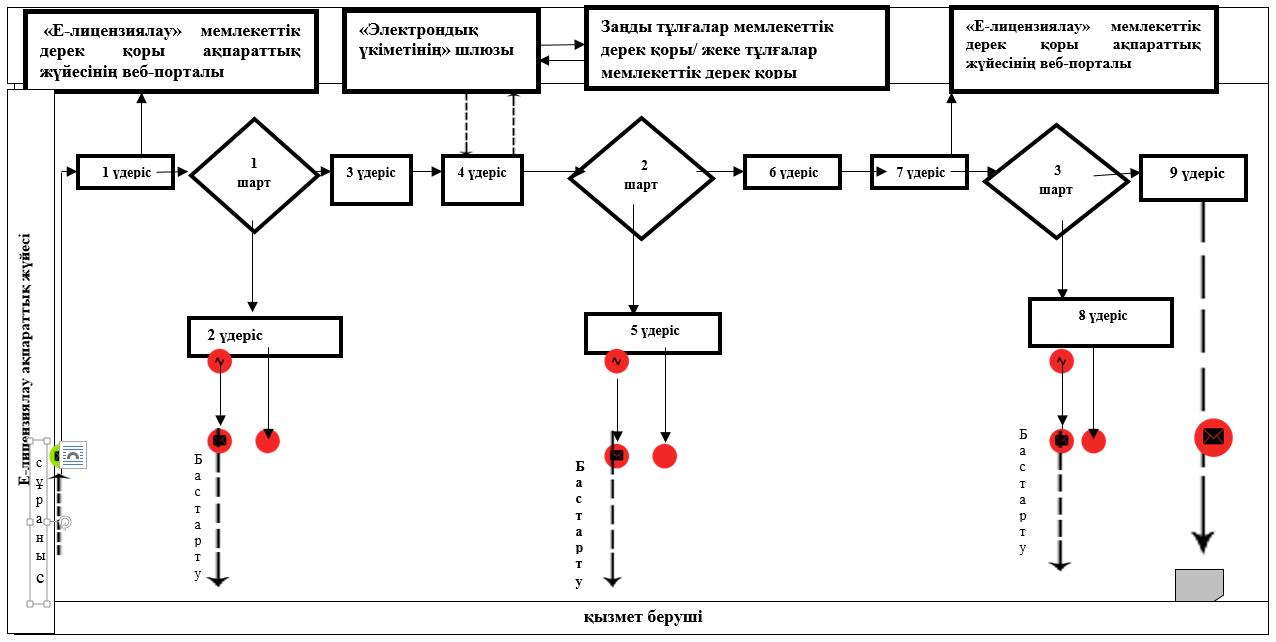 «Е-лицензиялау» мемлекеттік
дерек қоры ақпараттық
жүйесінің веб-порталы
«Электрондық
үкіметінің» шлюзы
Заңды тұлғалар мемлекеттік
дерек қоры/ жеке тұлғалар
мемлекеттік дерек қоры
«Е-лицензиялау» мемлекеттік
дерек қоры ақпараттық
жүйесінің веб-порталы
Е-лицензиялау ақпараттық жүйесі
1 үдеріс
1
шарт
3 үдеріс
4 үдеріс
2
шарт
6 үдеріс
7 үдеріс
3
шарт
9 үдеріс
2 үдеріс
5 үдеріс
8 үдеріс
сұраныс
Бастарту
Бастарту
Бастарту
қызмет беруші